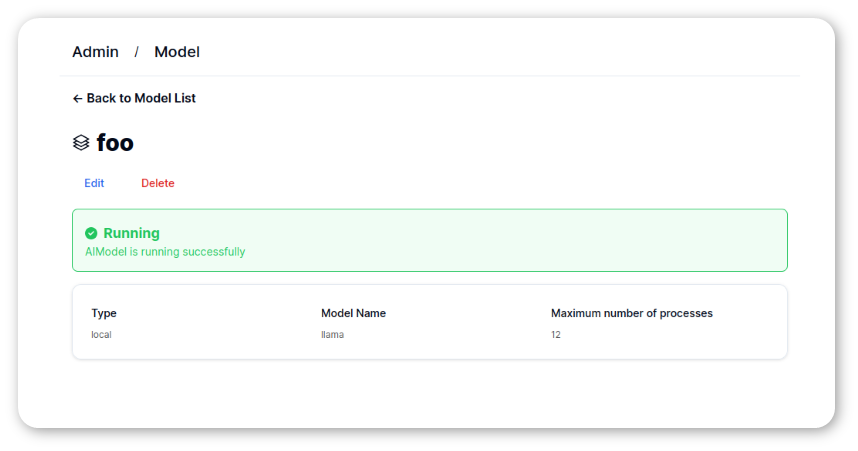 Admin / Model
← Back to Model List
foo
Edit Delete
Running
AIModel is running successfully
Type Model Name Maximum number of processes
local llama 12